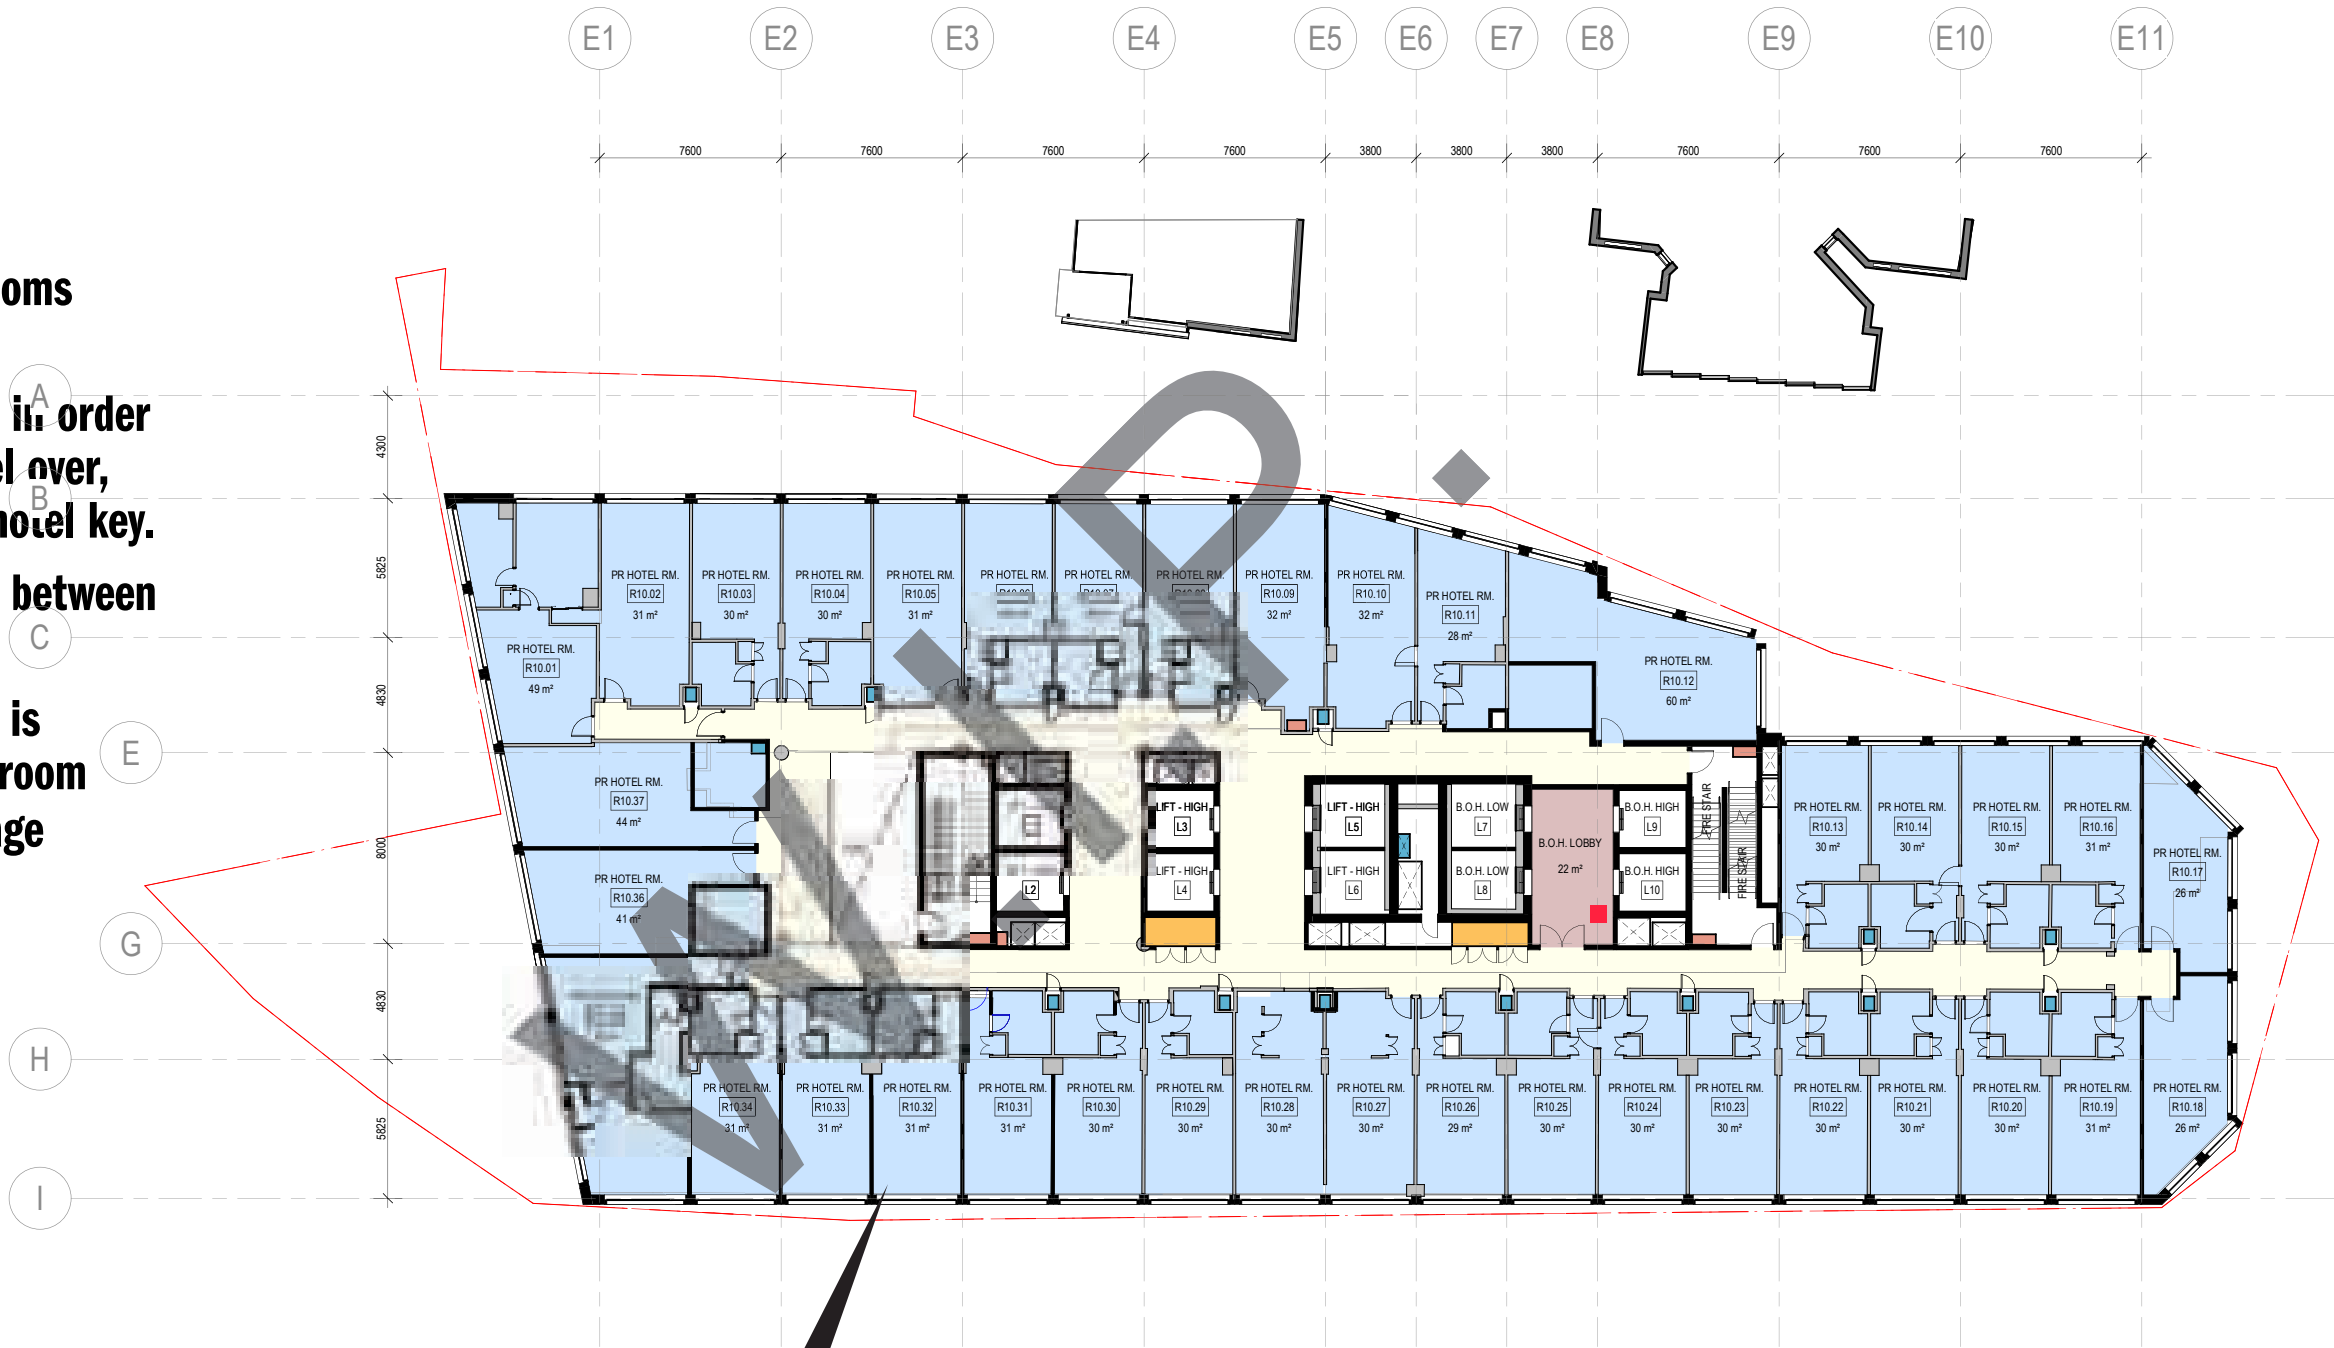 E1 E2 E3 E4 E5 E6 E7 E8 E9 E10 E11
7600 7600 7600 7600 3800 3800 3800 7600 7600 7600
oms
in order
el over,
hotel key.
between
is
room
A
B
C
E
G
H
I
4300
5825
4830
8000
4830
5825
PR HOTEL RM.
R10.01
49 m²
PR HOTEL RM.
R10.02
31 m²
PR HOTEL RM.
R10.03
30 m²
PR HOTEL RM.
R10.04
30 m²
PR HOTEL RM.
R10.05
31 m²
PR HOTEL RM.
PR HOTEL RM.
PR HOTEL RM.
PR HOTEL RM.
R10.09
32 m²
PR HOTEL RM.
R10.10
32 m²
PR HOTEL RM.
R10.11
28 m²
PR HOTEL RM.
R10.12
60 m²
PR HOTEL RM.
R10.37
44 m²
PR HOTEL RM.
R10.36
41 m²
L2
LIFT - HIGH
L3
LIFT - HIGH
L4
LIFT - HIGH
L5
LIFT - HIGH
L6
B.O.H. LOW
L7
B.O.H. LOW
L8
B.O.H. LOBBY
22 m²
B.O.H. HIGH
L9
B.O.H. HIGH
L10
FIRE STAIR
FIRE STAIR
PR HOTEL RM.
R10.13
30 m²
PR HOTEL RM.
R10.14
30 m²
PR HOTEL RM.
R10.15
30 m²
PR HOTEL RM.
R10.16
31 m²
PR HOTEL RM.
R10.17
26 m²
PR HOTEL RM.
R10.34
31 m²
PR HOTEL RM.
R10.33
31 m²
PR HOTEL RM.
R10.32
31 m²
PR HOTEL RM.
R10.31
31 m²
PR HOTEL RM.
R10.30
30 m²
PR HOTEL RM.
R10.29
30 m²
PR HOTEL RM.
R10.28
30 m²
PR HOTEL RM.
R10.27
30 m²
PR HOTEL RM.
R10.26
29 m²
PR HOTEL RM.
R10.25
30 m²
PR HOTEL RM.
R10.24
30 m²
PR HOTEL RM.
R10.23
30 m²
PR HOTEL RM.
R10.22
30 m²
PR HOTEL RM.
R10.21
30 m²
PR HOTEL RM.
R10.20
30 m²
PR HOTEL RM.
R10.19
31 m²
PR HOTEL RM.
R10.18
26 m²